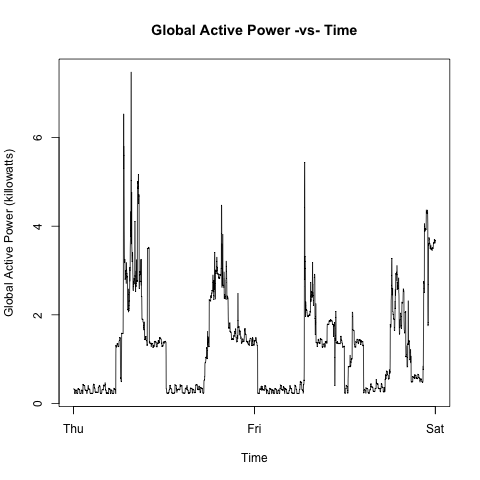 Global Active Power -vs- Time
Global Active Power (killowatts)
6
4
2
0
Thu Fri Sat
Time